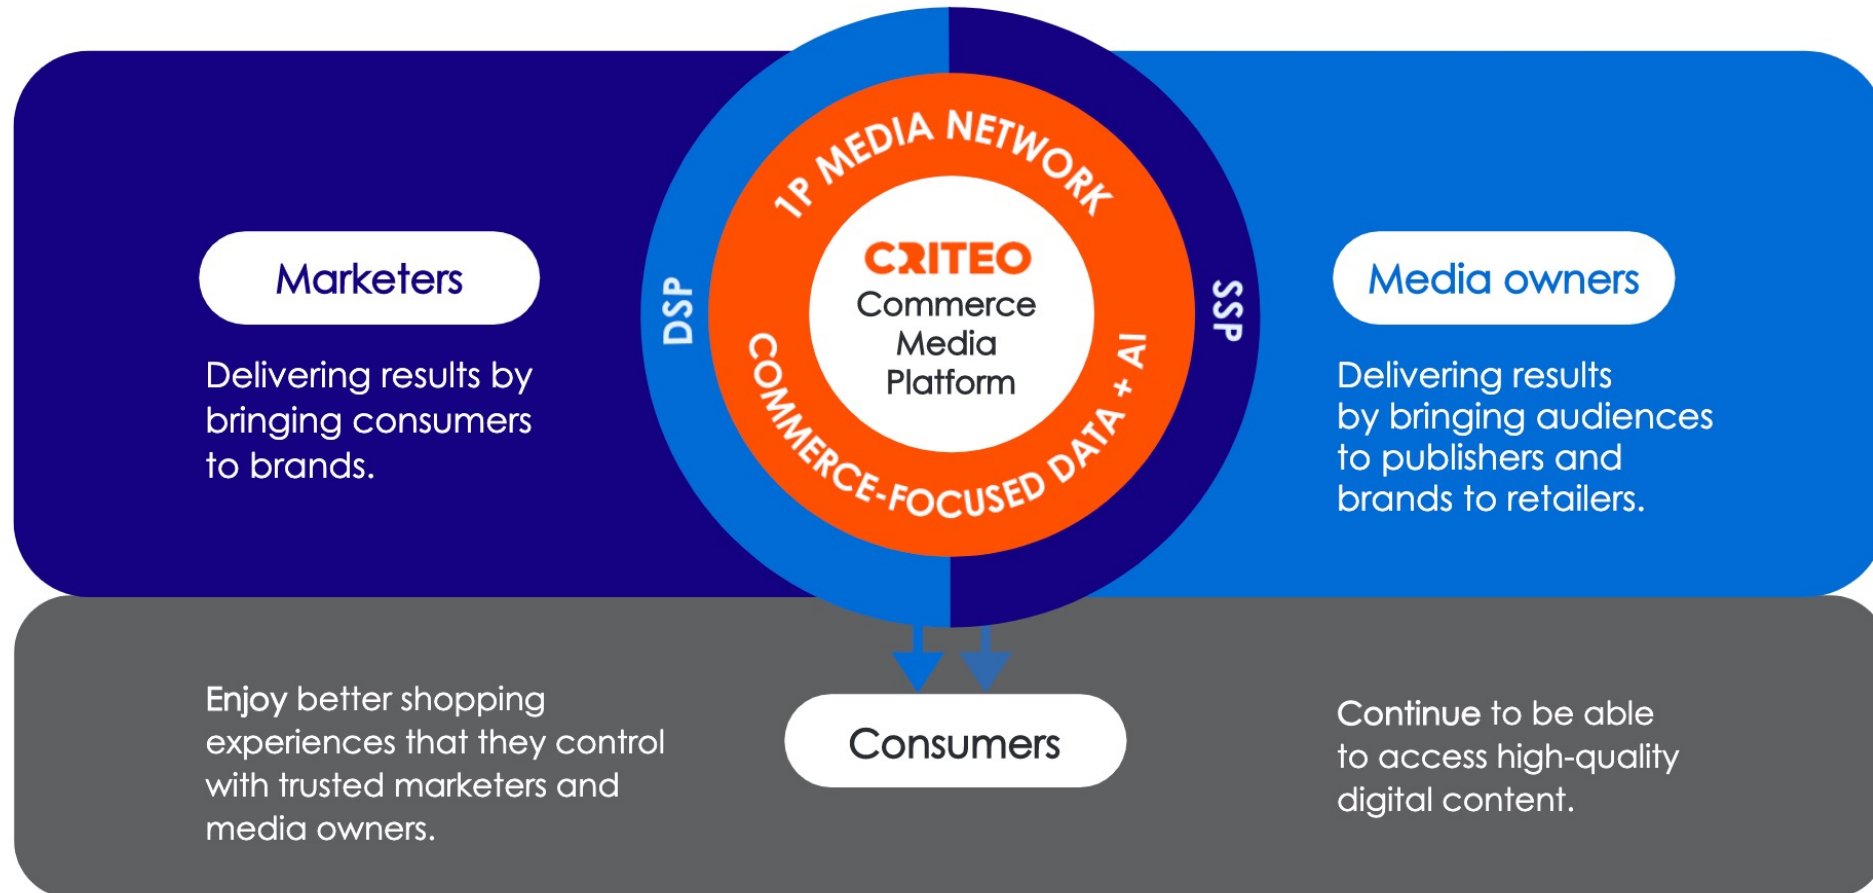 1P MEDIA NETWORK
CRITEO
Commerce
Media
Platform
COMMERCE-FOCUSED DATA + AI
DSP
SSP
Marketers
Delivering results by
bringing consumers
to brands.
Media owners
Delivering results
by bringing audiences
to publishers and
brands to retailers.
Enjoy better shopping
experiences that they control
with trusted marketers and
media owners.
Consumers
Continue to be able
to access high-quality
digital content.